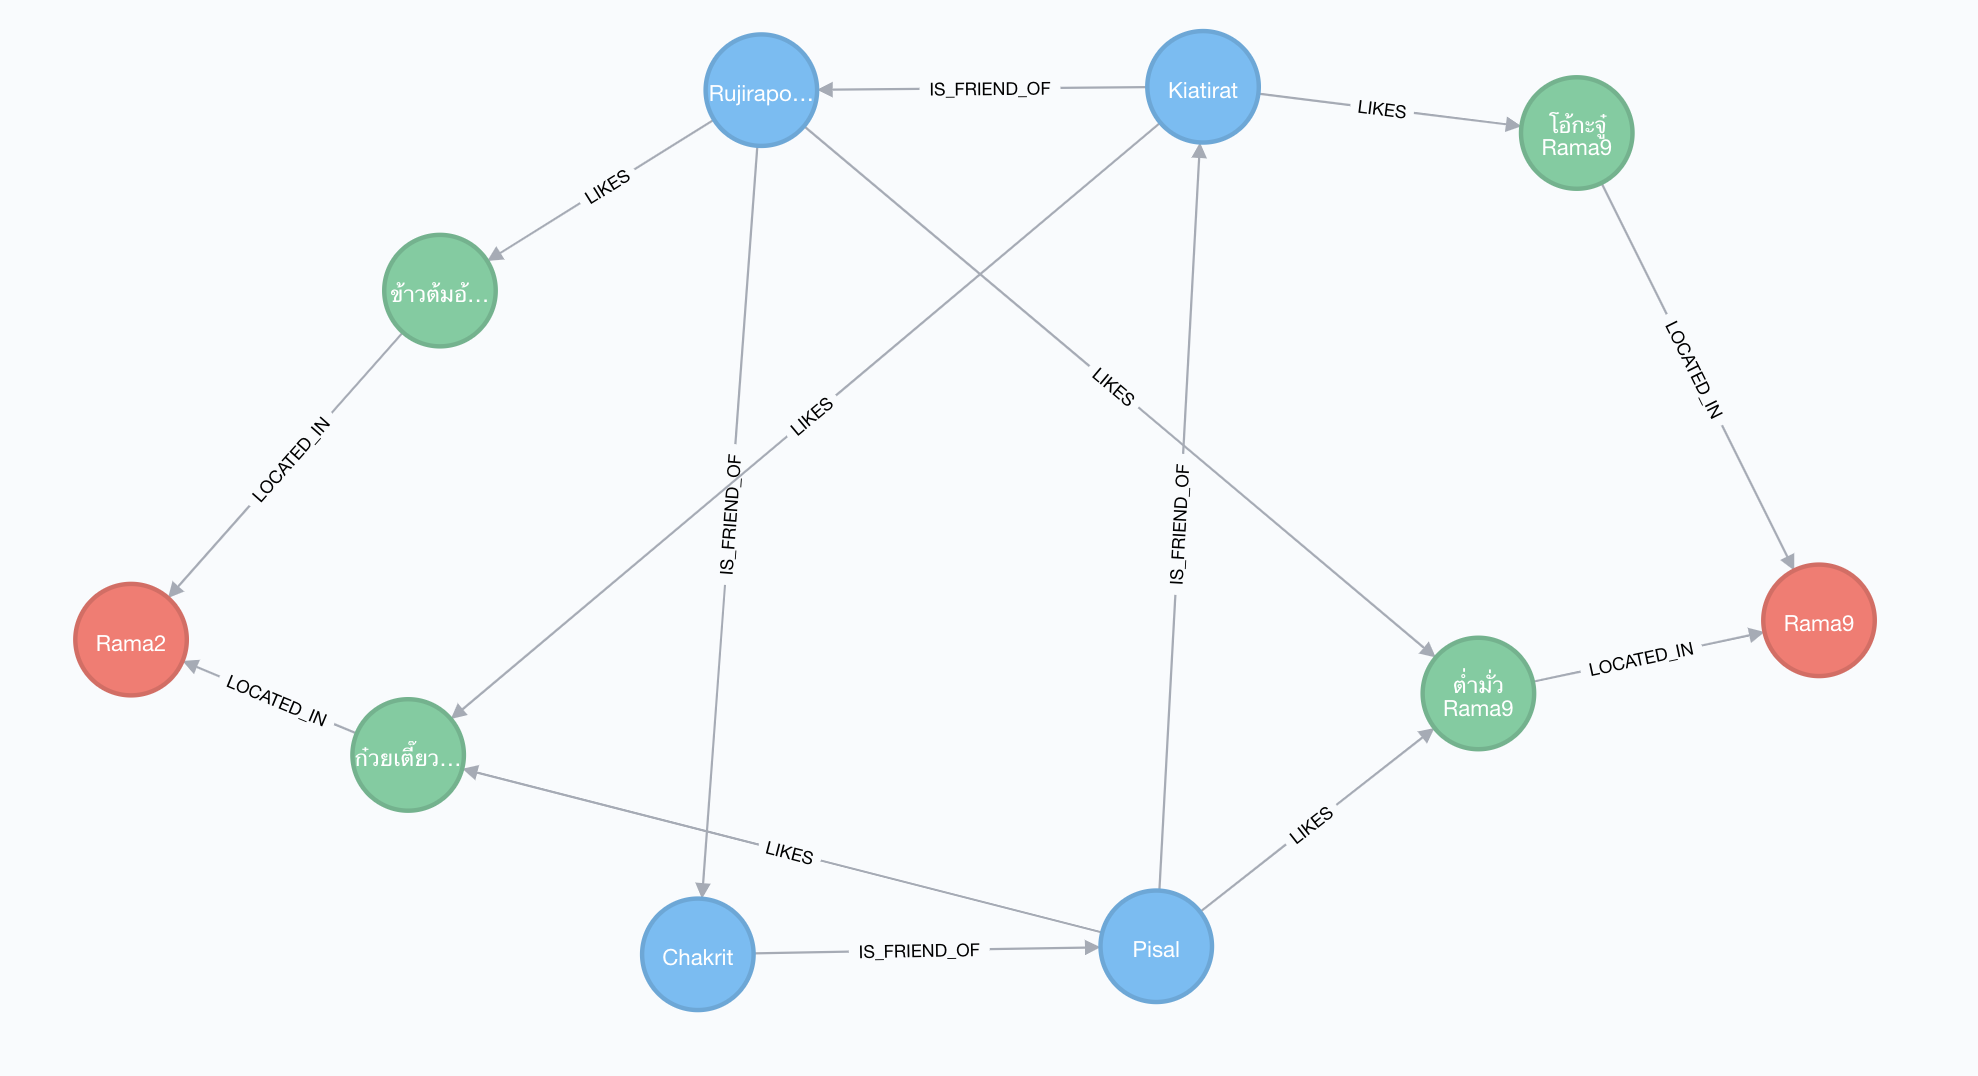 Rujirapo…
IS_FRIEND_OF
Kiatirat
LIKES
โอ้กะจู๋
Rama9
LIKES
ข้าวต้มอ้…
LOCATED_IN
LIKES
LIKES
LOCATED_IN
IS_FRIEND_OF
IS_FRIEND_OF
Rama2
Rama9
LOCATED_IN
LOCATED_IN
ตำมั่ว
Rama9
ก๋วยเตี๊ยว…
LIKES
LIKES
Chakrit
IS_FRIEND_OF
Pisal